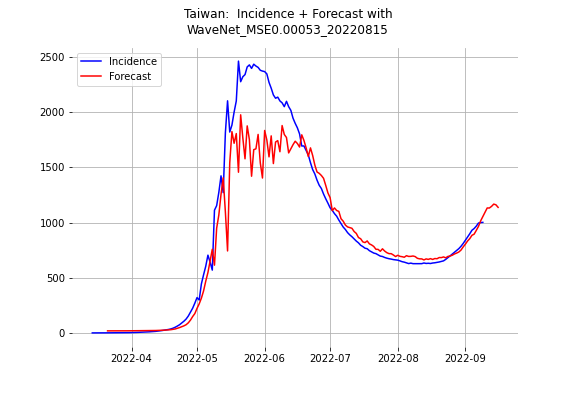 Taiwan:  Incidence + Forecast with
WaveNet_MSE0.00053_20220815
Incidence
Forecast
2500
2000
1500
1000
500
0
2022-04 2022-05 2022-06 2022-07 2022-08 2022-09